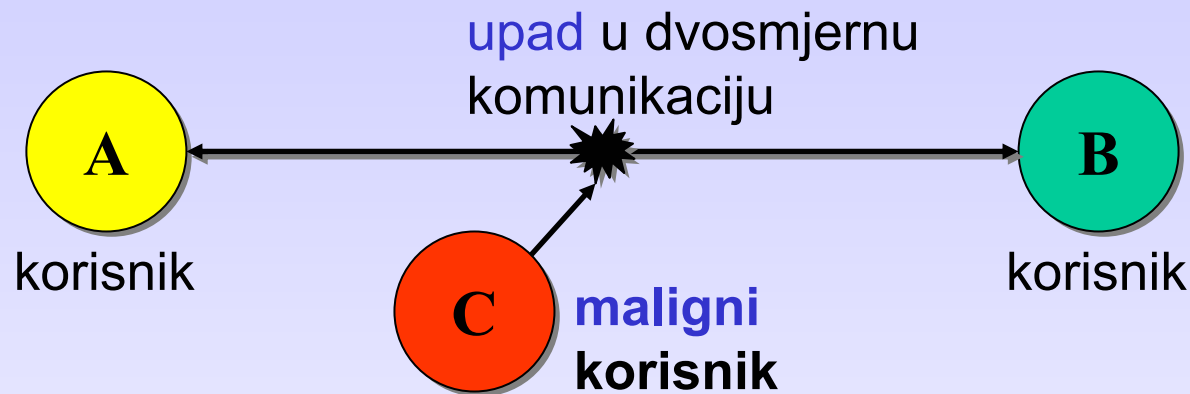 upad u dvosmjernu
komunikaciju
A
B
korisnik
korisnik
C
maligni
korisnik